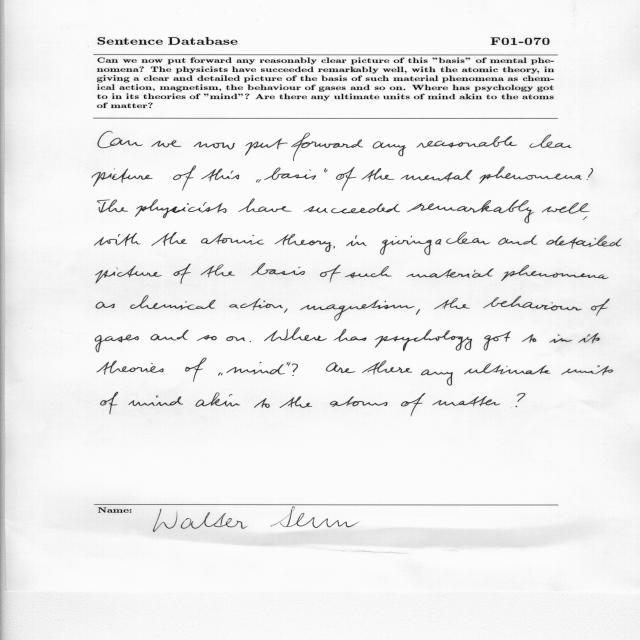 Sentence Database F01-070
Can we now put forward any reasonably clear picture of this "basis" of mental phe-
nomena? The physicists have succeeded remarkably well, with the atomic theory, in
giving a clear and detailed picture of the basis of such material phenomena as chem-
ical action, magnetism, the behaviour of gases and so on. Where has psychology got
to in its theories of "mind"? Are there any ultimate units of mind akin to the atoms
of matter?
Can we now put forward any reasonable clear
picture of this „basis" of the mental phenomena?
The physicists have succeeded remarkably well,
with the atomic theory, in giving a clear and detailed
picture of the basis of such material phenomena
as chemical action, magnetism, the behaviour of
gases and so on. Where has psychology got to in its
theories of „mind"? Are there any ultimate units
of mind akin to the atoms of matter?
Name: Walser